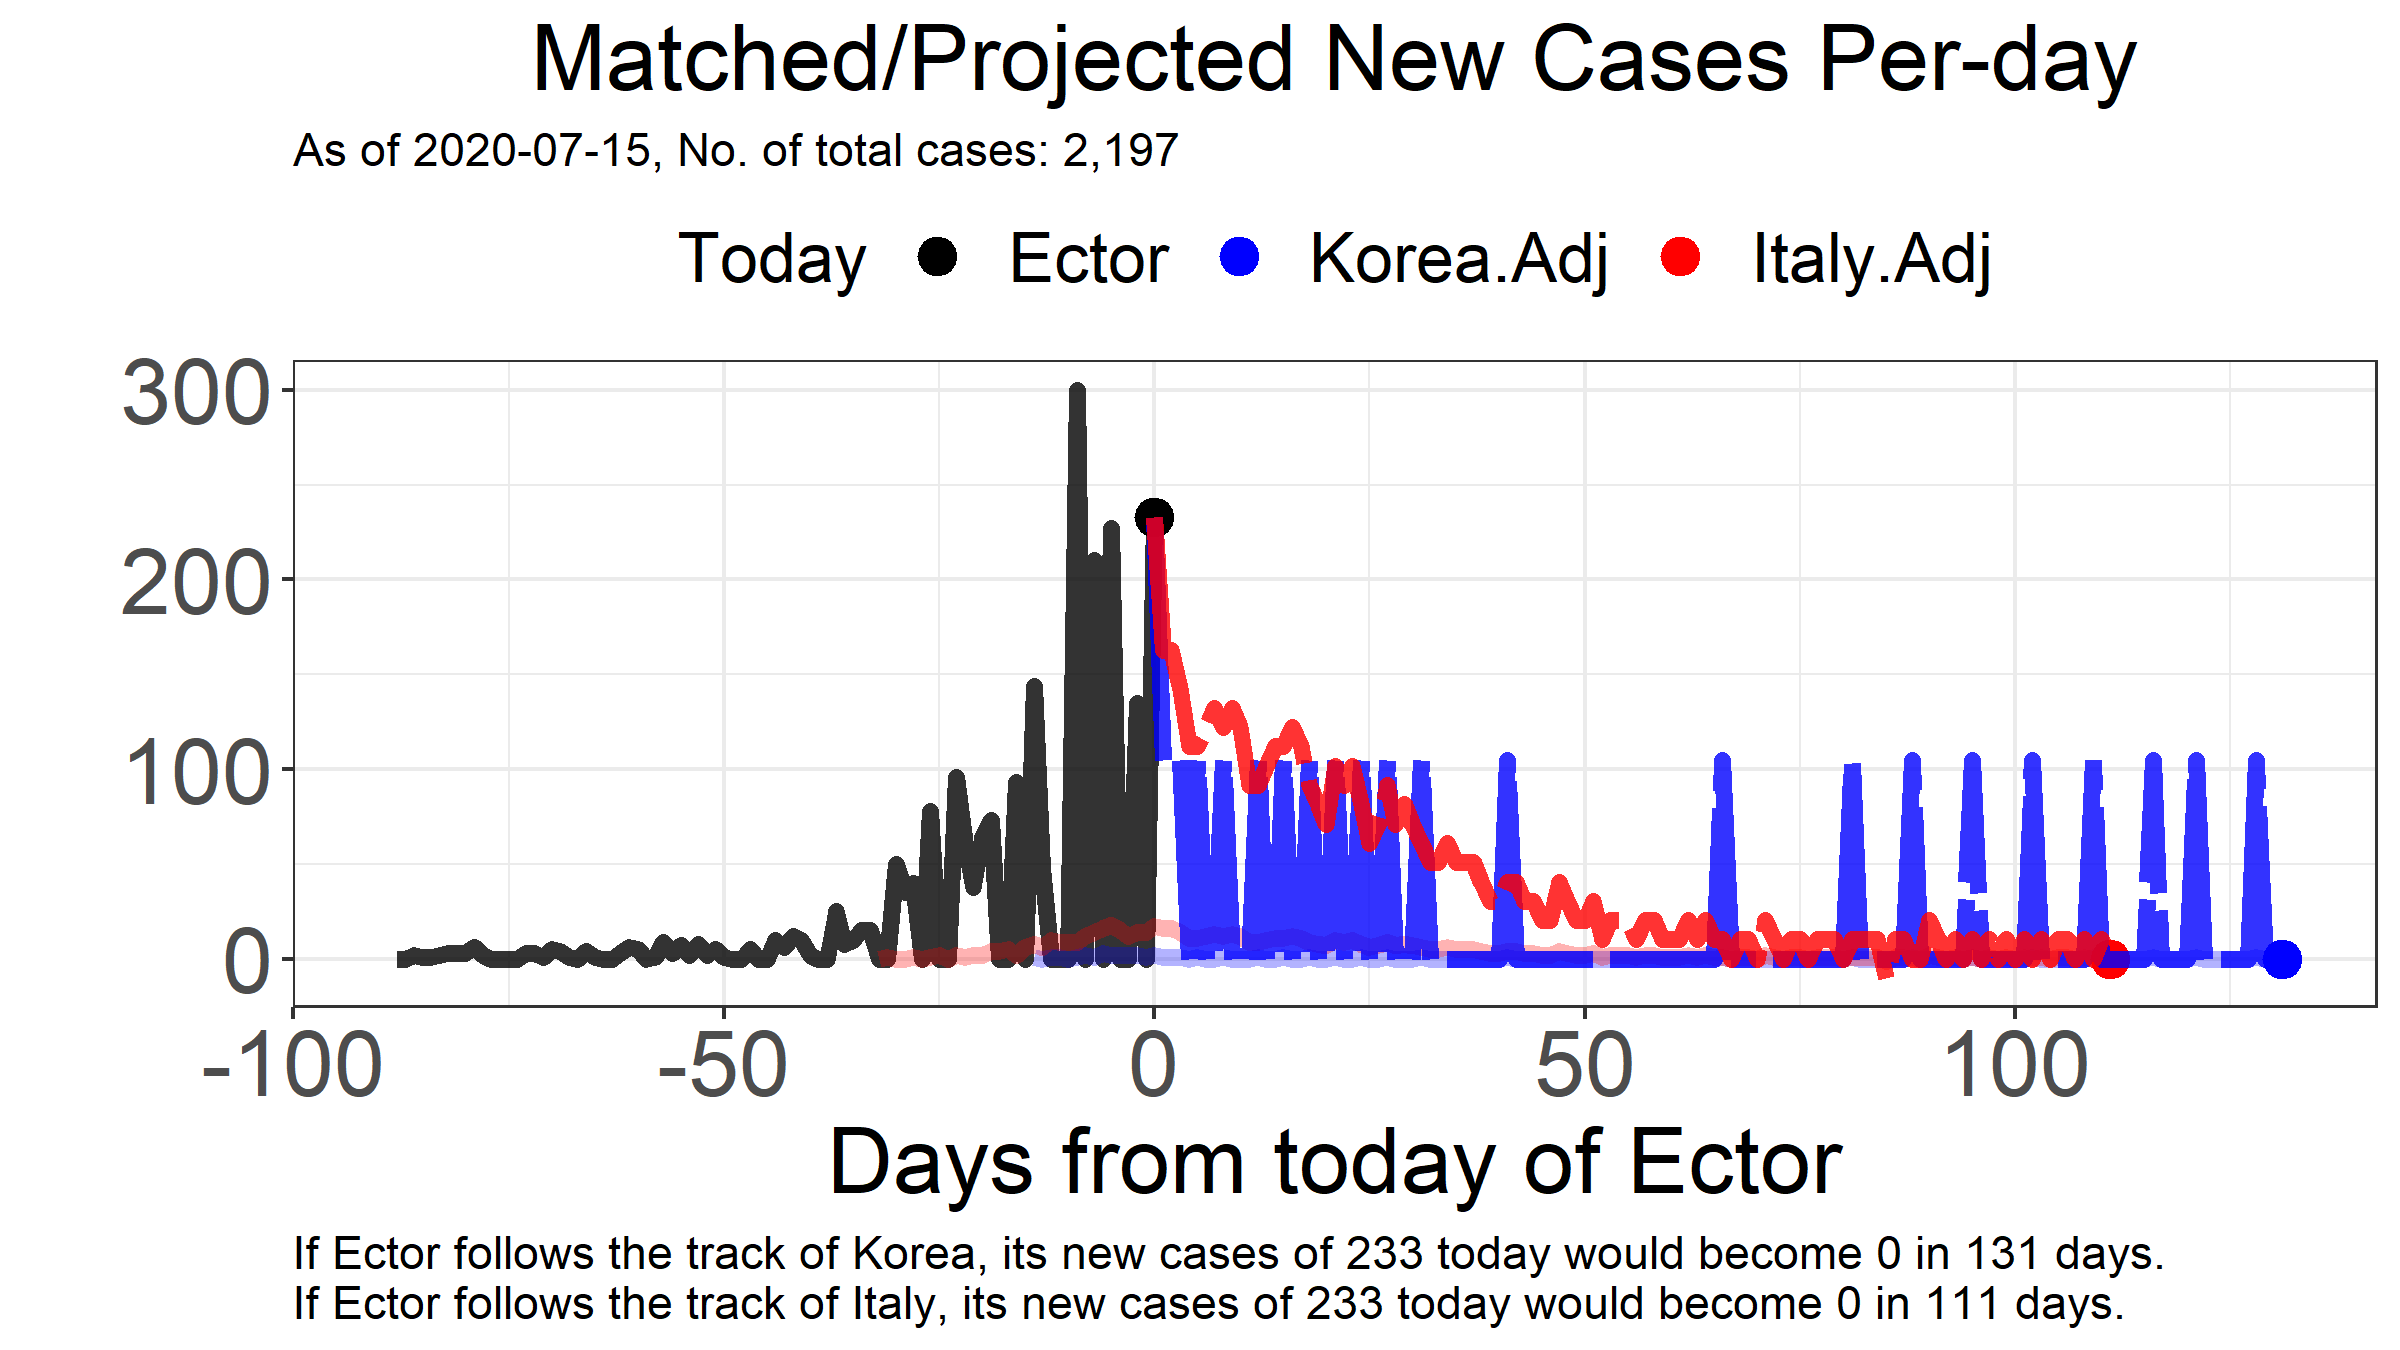 Matched/Projected New Cases Per-day
As of 2020-07-15, No. of total cases: 2,197
Today Ector Korea.Adj Italy.Adj
300
200
100
0
-100 -50 0 50 100
Days from today of Ector
If Ector follows the track of Korea, its new cases of 233 today would become 0 in 131 days.
If Ector follows the track of Italy, its new cases of 233 today would become 0 in 111 days.